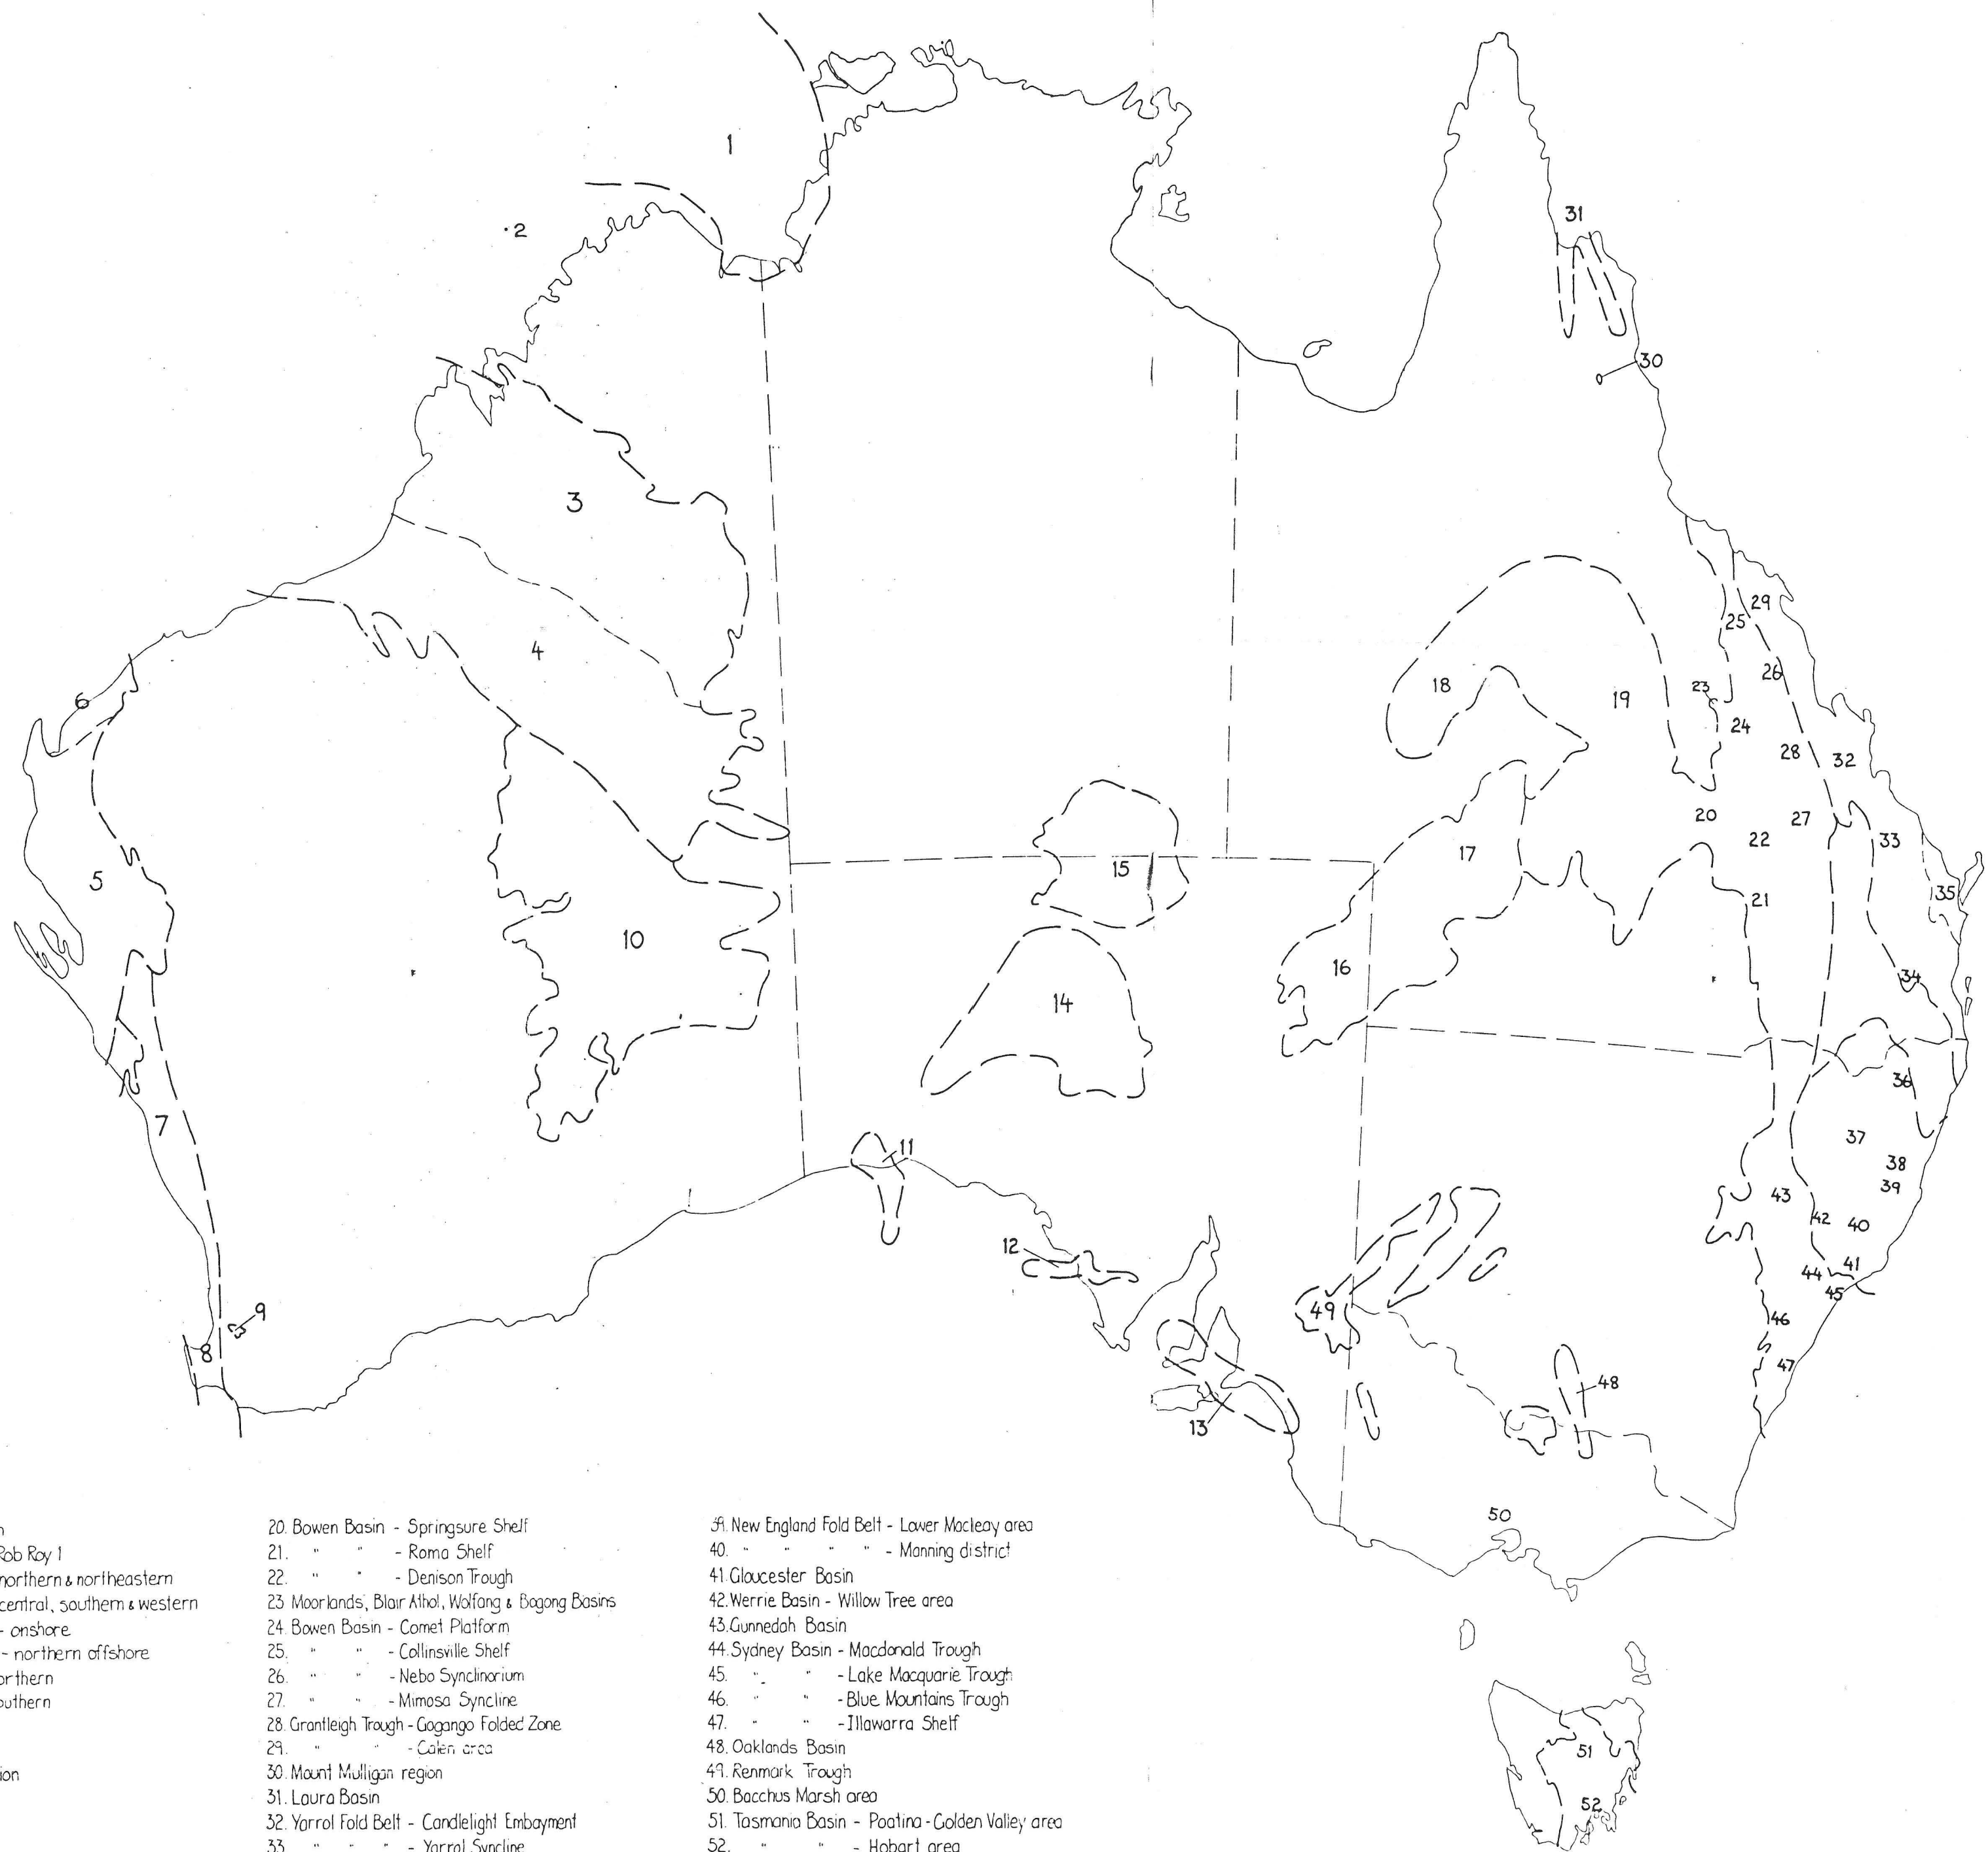 1
2
31
30
3
29
25
4
26
18
23
19
6
24
28
32
20
27
22
33
17
15
5
35
21
10
16
34
14
36
7
37
11
38
39
43
42
40
12
41
44
45
49
46
9
8
47
48
13
50
51
52
n
Rob Roy 1
northern & northeastern
central, southern & western
- onshore
- northern offshore
orthern
outhern
ion
20. Bowen Basin - Springsure Shelf
21. " " - Roma Shelf
22. " " - Denison Trough
23 Moorlands, Blair Athol, Wolfang & Bogong Basins
24. Bowen Basin - Comet Platform
25. " " - Collinsville Shelf
26. " " - Nebo Synclinorium
27. " " - Mimosa Syncline
28. Grantleigh Trough - Gogango Folded Zone
29. " " - Calen area
30. Mount Mulligan region
31. Laura Basin
32. Yarrol Fold Belt - Candlelight Embayment
33. " " " - Yarrol Syncline
39. New England Fold Belt - Lower Macleay area
40. " " " " - Manning district
41. Gloucester Basin
42. Werrie Basin - Willow Tree area
43. Gunnedah Basin
44. Sydney Basin - Macdonald Trough
45. " " - Lake Macquarie Trough
46. " " - Blue Mountains Trough
47. " " - Illawarra Shelf
48. Oaklands Basin
49. Renmark Trough
50. Bacchus Marsh area
51. Tasmania Basin - Poatina - Golden Valley area
52. " " - Hobart area